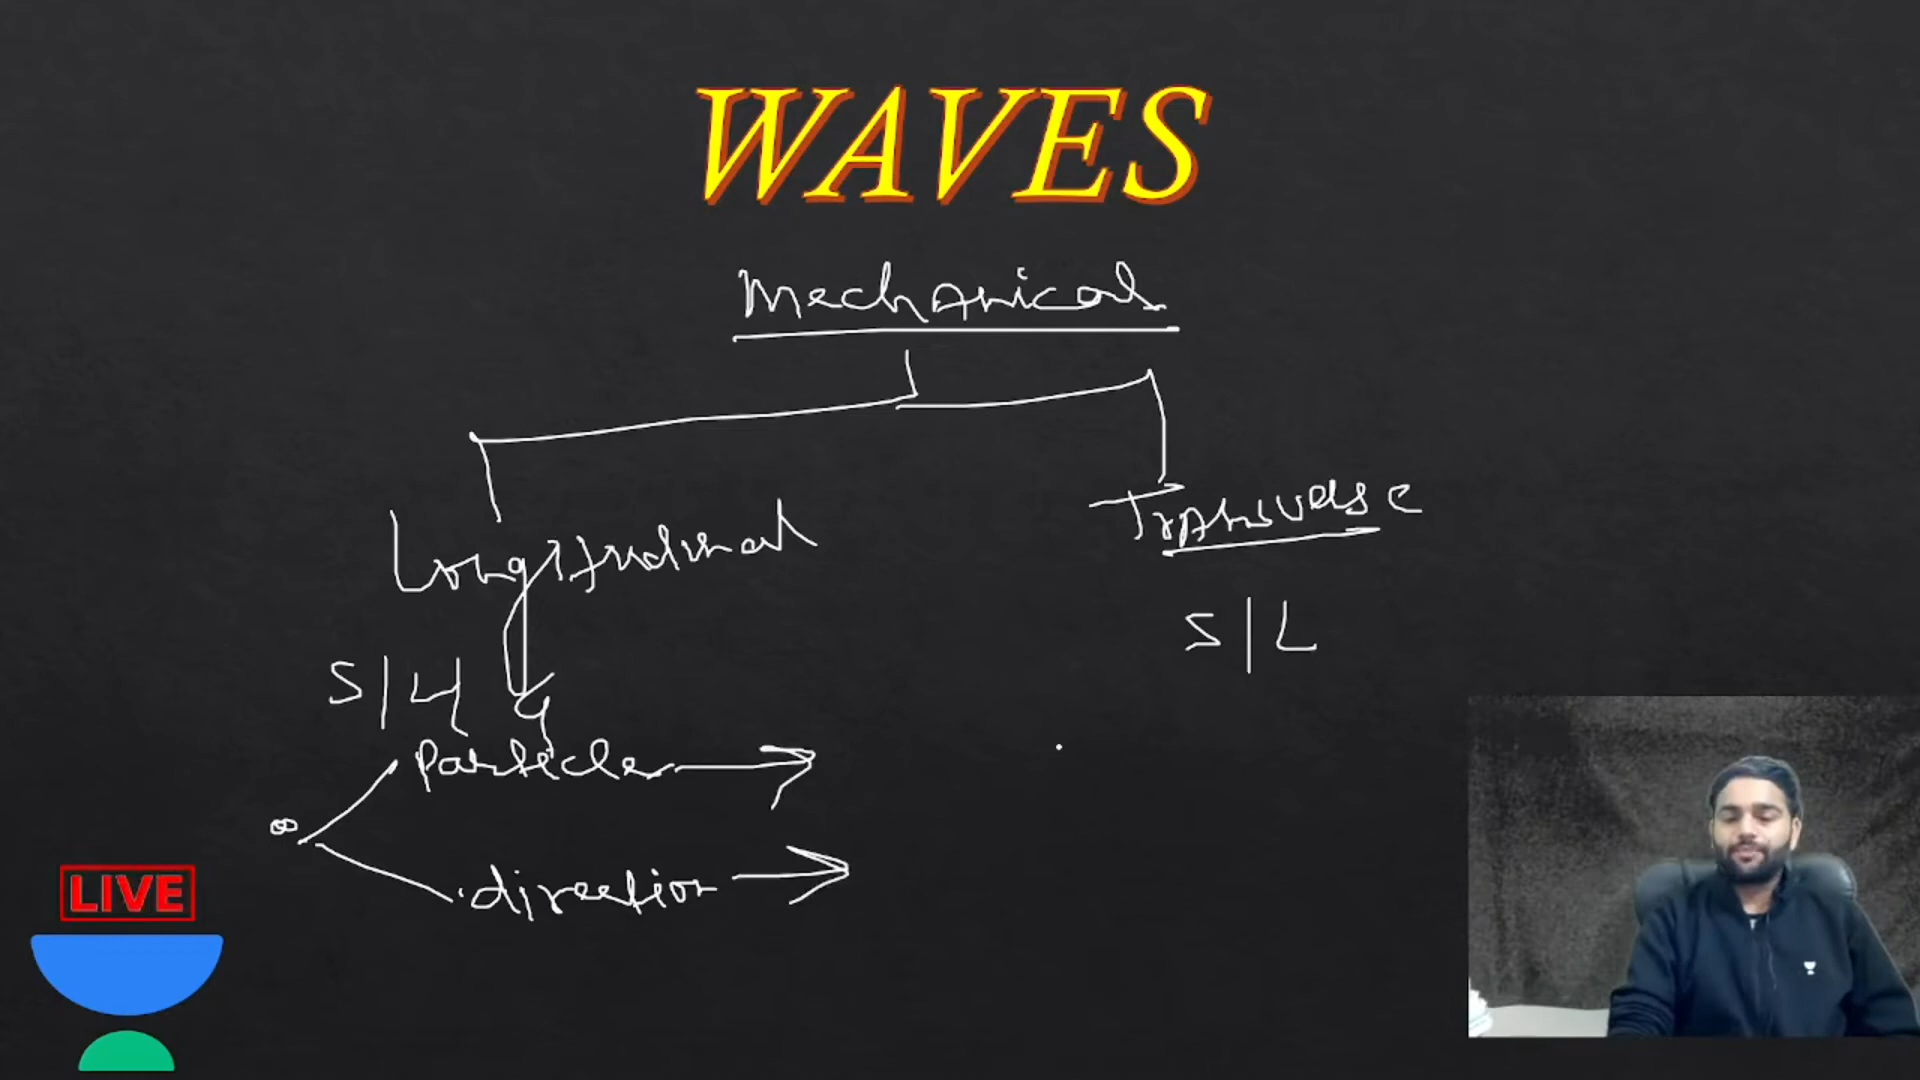 WAVES
Mechanical
Longitudinal
Transverse
S|L
S|L|g
Particle
direction
LIVE